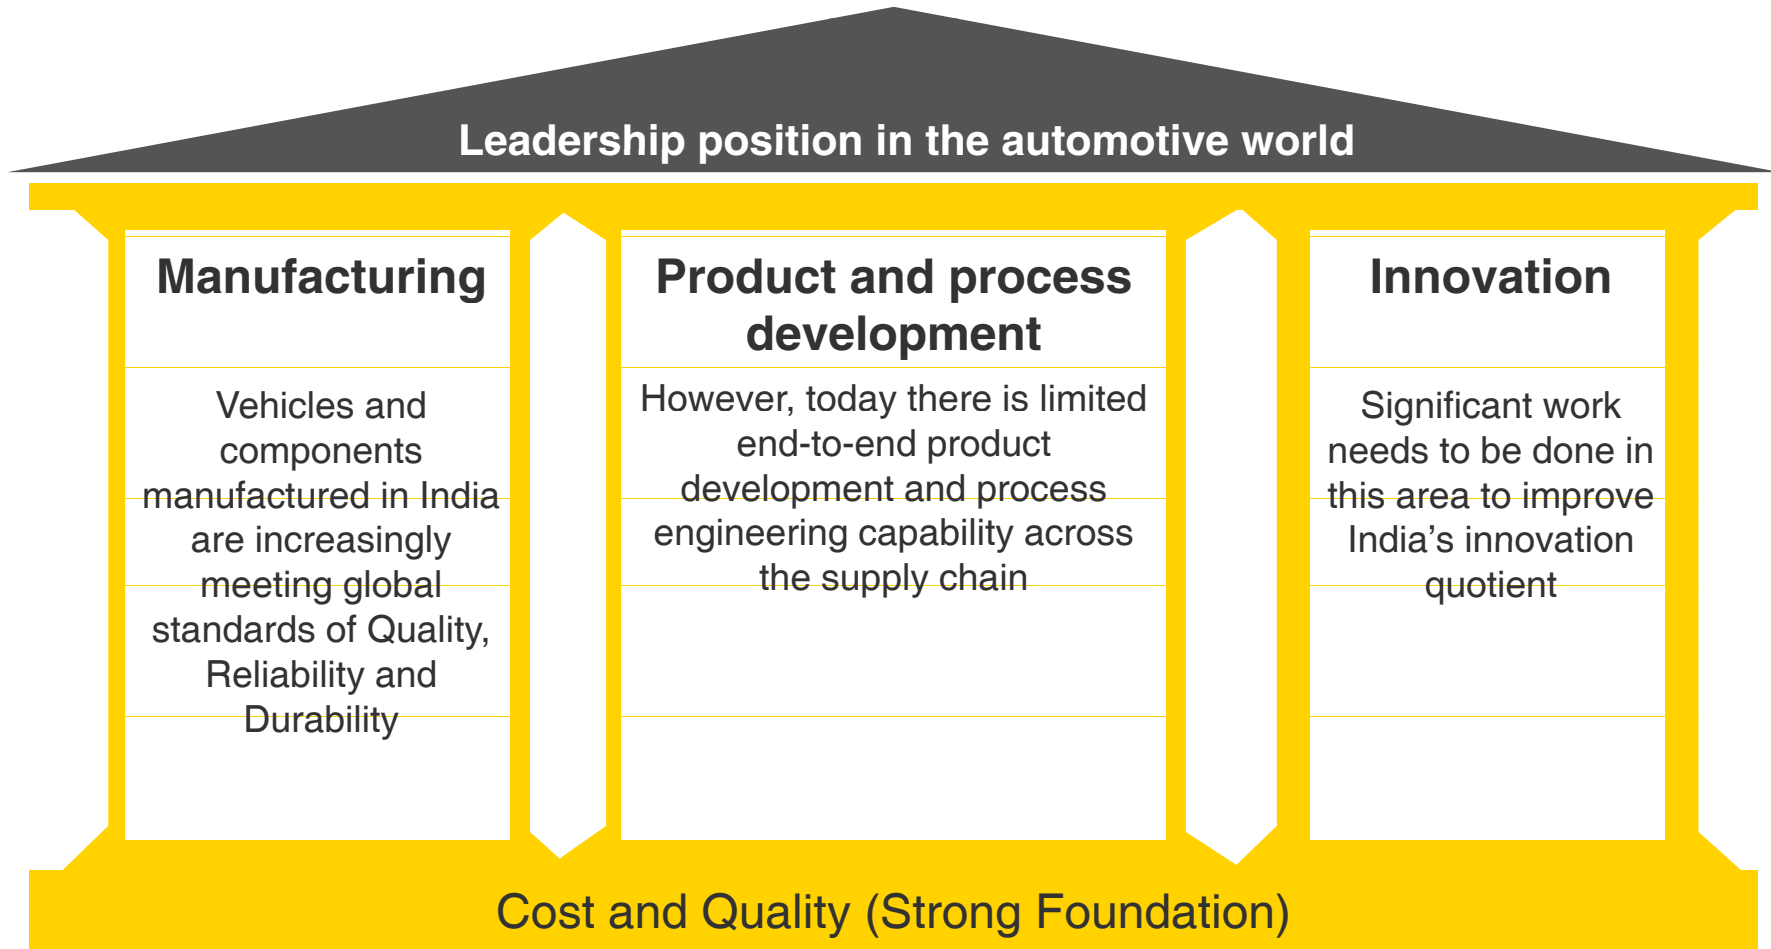 Leadership position in the automotive world
Manufacturing
Vehicles and
components
manufactured in India
are increasingly
meeting global
standards of Quality,
Reliability and
Durability
Product and process
development
However, today there is limited
end-to-end product
development and process
engineering capability across
the supply chain
Innovation
Significant work
needs to be done in
this area to improve
India’s innovation
quotient
Cost and Quality (Strong Foundation)